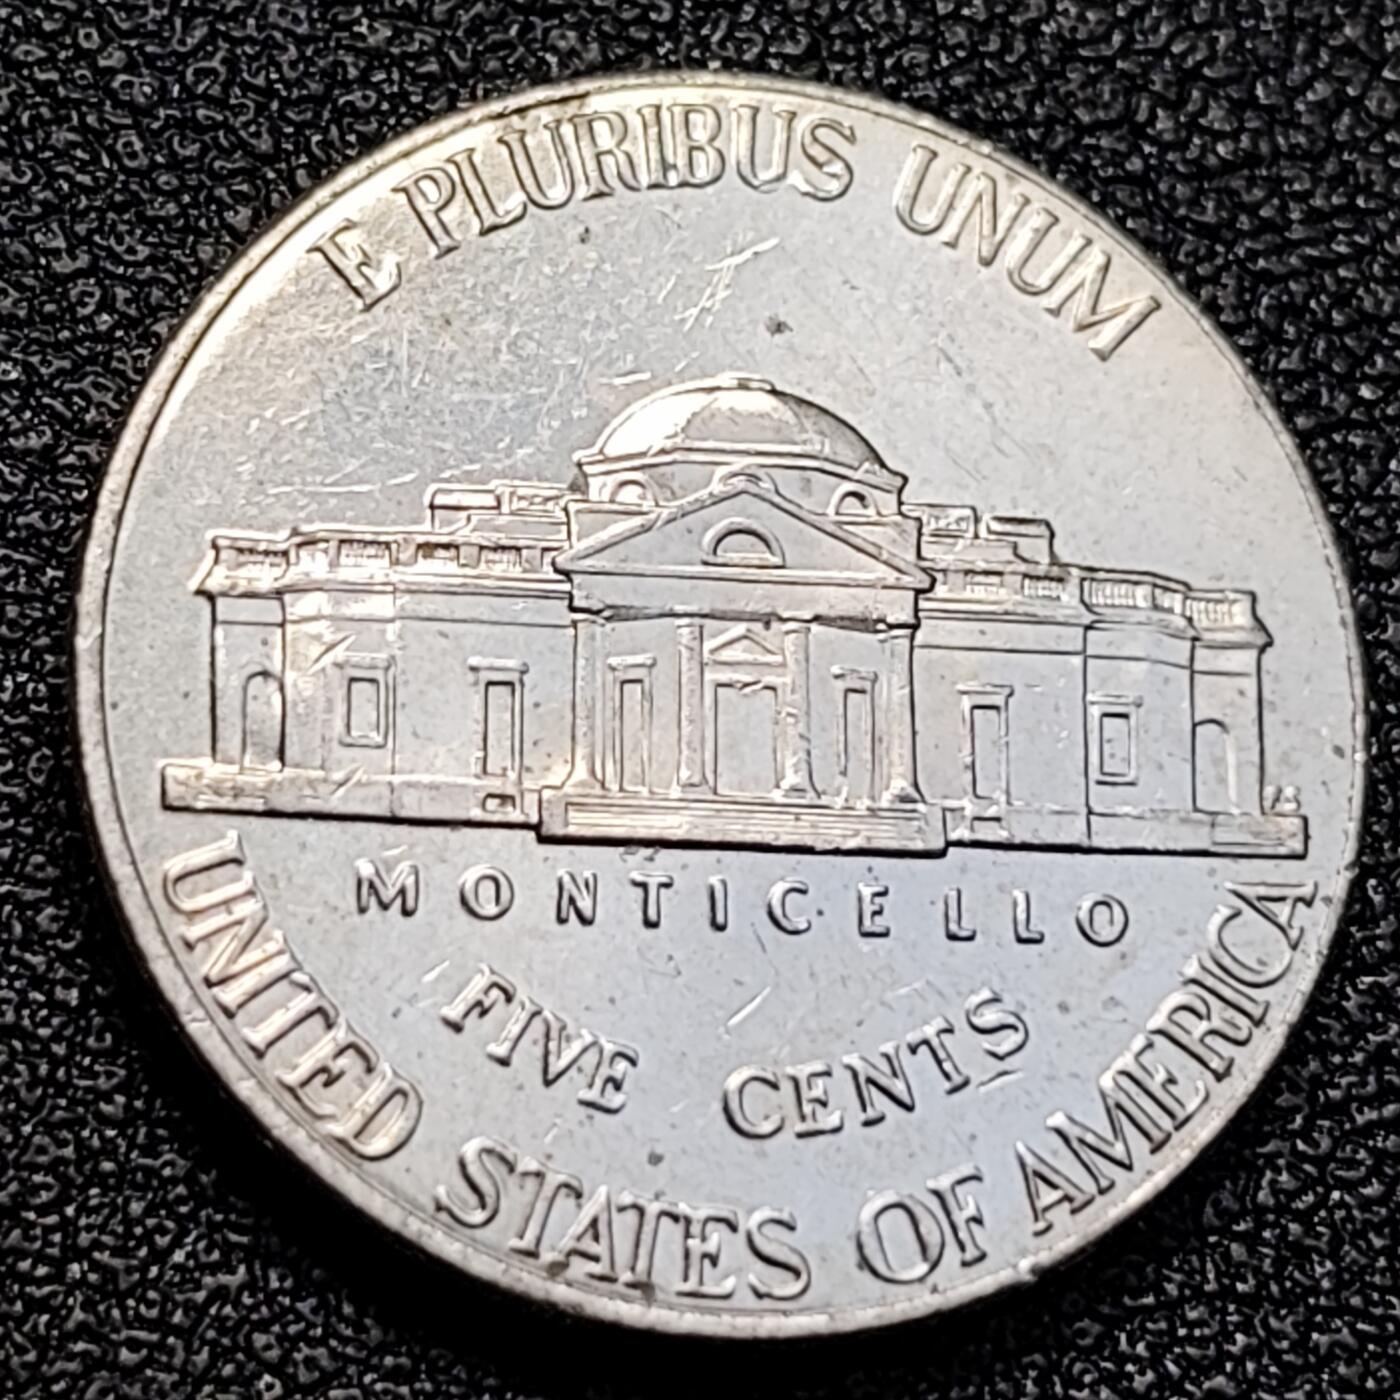 E PLURIBUS UNUM
MONTICELLO
FIVE CENTS
UNITED STATES OF AMERICA